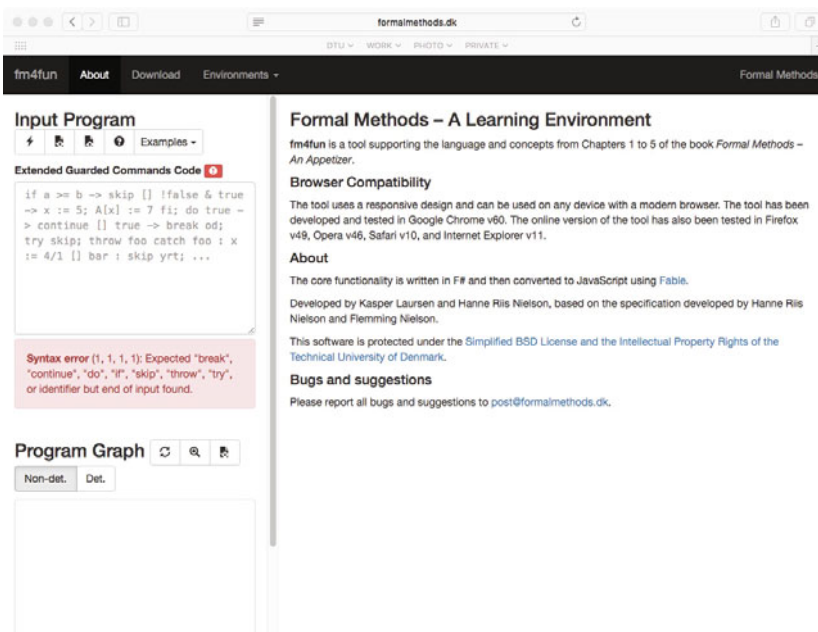 formalmethods.dk
DTU WORK PHOTO PRIVATE
fm4fun About Download Environments Formal Methods
Input Program
Examples
Extended Guarded Commands Code
if a >= b -> skip [] !false & true
-> x := 5; A[x] := 7 fi; do true -
> continue [] true -> break od;
try skip; throw foo catch foo : x
:= 4/1 [] bar : skip yrt; ...
Syntax error (1, 1, 1, 1): Expected "break",
"continue", "do", "if", "skip", "throw", "try",
or identifier but end of input found.
Program Graph
Non-det. Det.
Formal Methods – A Learning Environment
fm4fun is a tool supporting the language and concepts from Chapters 1 to 5 of the book Formal Methods –
An Appetizer.
Browser Compatibility
The tool uses a responsive design and can be used on any device with a modern browser. The tool has been
developed and tested in Google Chrome v60. The online version of the tool has also been tested in Firefox
v49, Opera v46, Safari v10, and Internet Explorer v11.
About
The core functionality is written in F# and then converted to JavaScript using Fable.
Developed by Kasper Laursen and Hanne Riis Nielson, based on the specification developed by Hanne Riis
Nielson and Flemming Nielson.
This software is protected under the Simplified BSD License and the Intellectual Property Rights of the
Technical University of Denmark.
Bugs and suggestions
Please report all bugs and suggestions to post@formalmethods.dk.